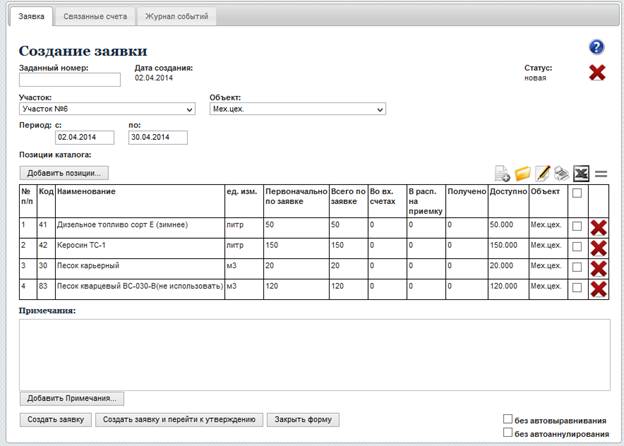 Заявка Связанные счета Журнал событий
Создание заявки
Заданный номер: Дата создания: Статус:
02.04.2014 новая
Участок: Объект:
Участок №6 Мех.цех.
Период: с: по:
02.04.2014 30.04.2014
Позиции каталога:
Добавить позиции...
№ п/п Код Наименование ед. изм. Первоначально по заявке Всего по заявке Во вх. счетах В расп. на приемку Получено Доступно Объект
1 41 Дизельное топливо сорт Е (зимнее) литр 50 50 0 0 0 50.000 Мех.цех.
2 42 Керосин ТС-1 литр 150 150 0 0 0 150.000 Мех.цех.
3 30 Песок карьерный м3 20 20 0 0 0 20.000 Мех.цех.
4 83 Песок кварцевый ВС-030-В(не использовать) м3 120 120 0 0 0 120.000 Мех.цех.
Примечания:
Добавить Примечания...
Создать заявку Создать заявку и перейти к утверждению Закрыть форму без автовыравнивания
без автоаннулирования